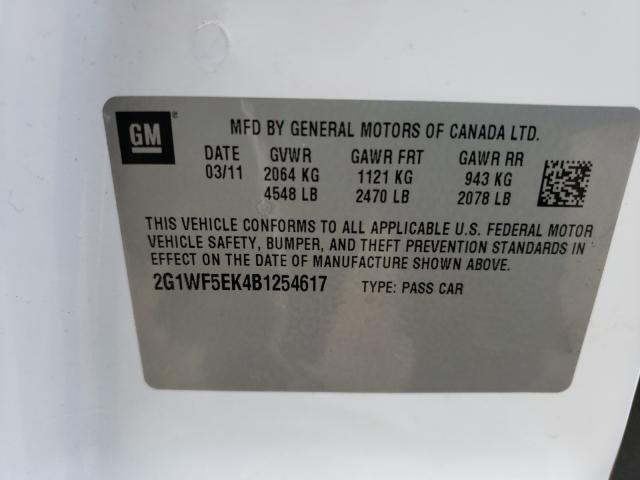 GM
®
MFD BY GENERAL MOTORS OF CANADA LTD.
DATE GVWR GAWR FRT GAWR RR
03/11 2064 KG 1121 KG 943 KG
4548 LB 2470 LB 2078 LB
THIS VEHICLE CONFORMS TO ALL APPLICABLE U.S. FEDERAL MOTOR
VEHICLE SAFETY, BUMPER, AND THEFT PREVENTION STANDARDS IN
EFFECT ON THE DATE OF MANUFACTURE SHOWN ABOVE.
2G1WF5EK4B1254617 TYPE: PASS CAR